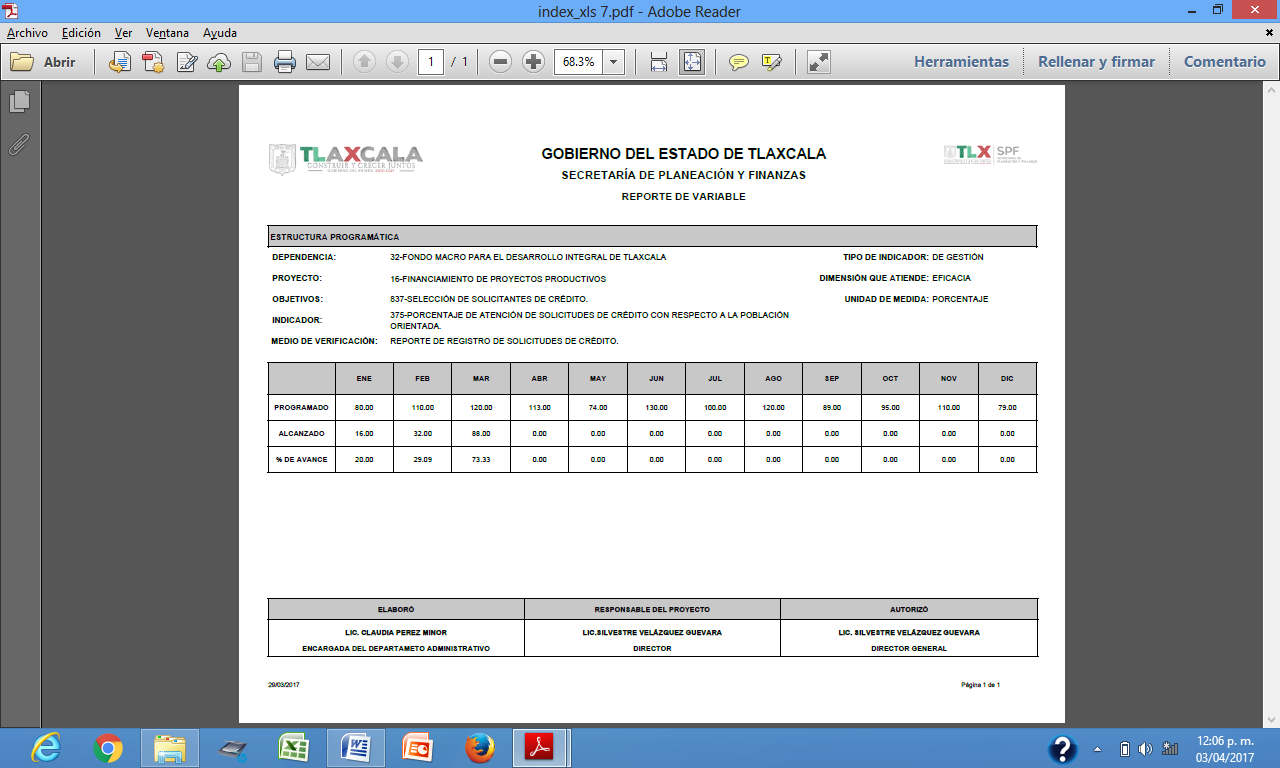 index_xls 7.pdf - Adobe Reader
Archivo Edición Ver Ventana Ayuda
Abrir 1 / 1 68.3% Herramientas Rellenar y firmar Comentario
TLAXCALA
CONSTRUIR Y CRECER JUNTOS
GOBIERNO DEL ESTADO DE TLAXCALA
TLX SPF
SECRETARÍA DE PLANEACIÓN Y FINANZAS
REPORTE DE VARIABLE
ESTRUCTURA PROGRAMÁTICA
DEPENDENCIA: 32-FONDO MACRO PARA EL DESARROLLO INTEGRAL DE TLAXCALA TIPO DE INDICADOR: DE GESTIÓN
PROYECTO: 16-FINANCIAMIENTO DE PROYECTOS PRODUCTIVOS DIMENSIÓN QUE ATIENDE: EFICACIA
OBJETIVOS: 837-SELECCIÓN DE SOLICITANTES DE CRÉDITO. UNIDAD DE MEDIDA: PORCENTAJE
INDICADOR: 375-PORCENTAJE DE ATENCIÓN DE SOLICITUDES DE CRÉDITO CON RESPECTO A LA POBLACIÓN
ORIENTADA.
MEDIO DE VERIFICACIÓN: REPORTE DE REGISTRO DE SOLICITUDES DE CRÉDITO.
ENE FEB MAR ABR MAY JUN JUL AGO SEP OCT NOV DIC
PROGRAMADO 80.00 110.00 120.00 113.00 74.00 130.00 100.00 120.00 89.00 95.00 110.00 79.00
ALCANZADO 16.00 32.00 88.00 0.00 0.00 0.00 0.00 0.00 0.00 0.00 0.00 0.00
% DE AVANCE 20.00 29.09 73.33 0.00 0.00 0.00 0.00 0.00 0.00 0.00 0.00 0.00
ELABORÓ RESPONSABLE DEL PROYECTO AUTORIZÓ
LIC. CLAUDIA PEREZ MINOR LIC.SILVESTRE VELÁZQUEZ GUEVARA LIC. SILVESTRE VELÁZQUEZ GUEVARA
ENCARGADA DEL DEPARTAMETO ADMINISTRATIVO DIRECTOR DIRECTOR GENERAL
29/03/2017 Página 1 de 1
12:06 p. m.
03/04/2017